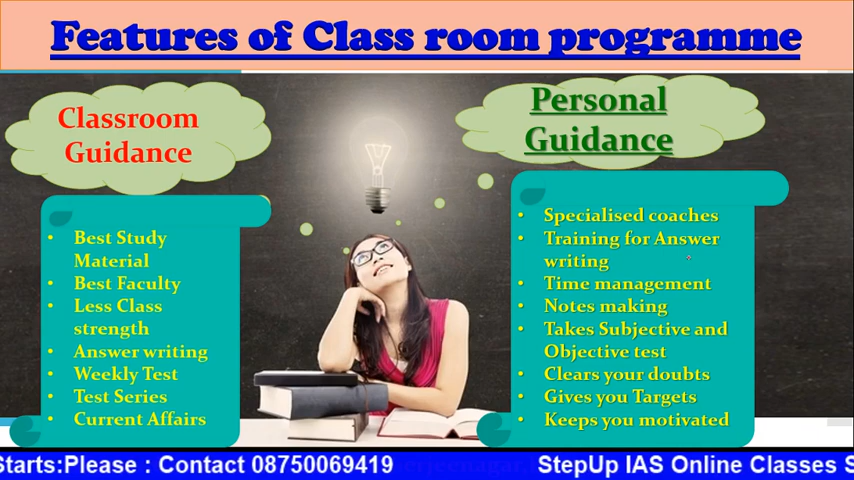 Features of Class room programme
Classroom
Guidance
• Best Study
Material
• Best Faculty
• Less Class
strength
• Answer writing
• Weekly Test
• Test Series
• Current Affairs
Personal
Guidance
• Specialised coaches
• Training for Answer
writing
• Time management
• Notes making
• Takes Subjective and
Objective test
• Clears your doubts
• Gives you Targets
• Keeps you motivated
Starts:Please : Contact 08750069419 StepUp IAS Online Classes S